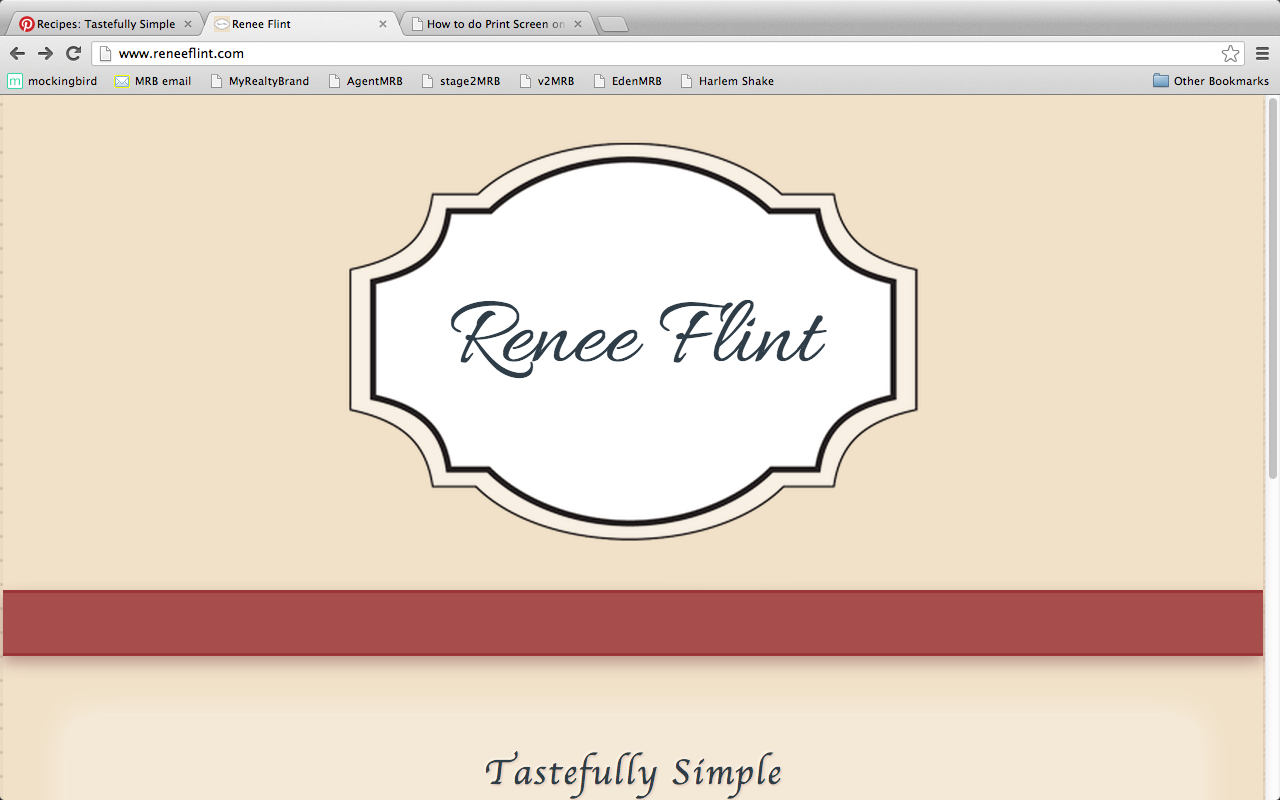 Recipes: Tastefully Simple
Renee Flint
How to do Print Screen on
www.reneeflint.com
mockingbird
MRB email
MyRealtyBrand
AgentMRB
stage2MRB
v2MRB
EdenMRB
Harlem Shake
Other Bookmarks
Renee Flint
Tastefully Simple